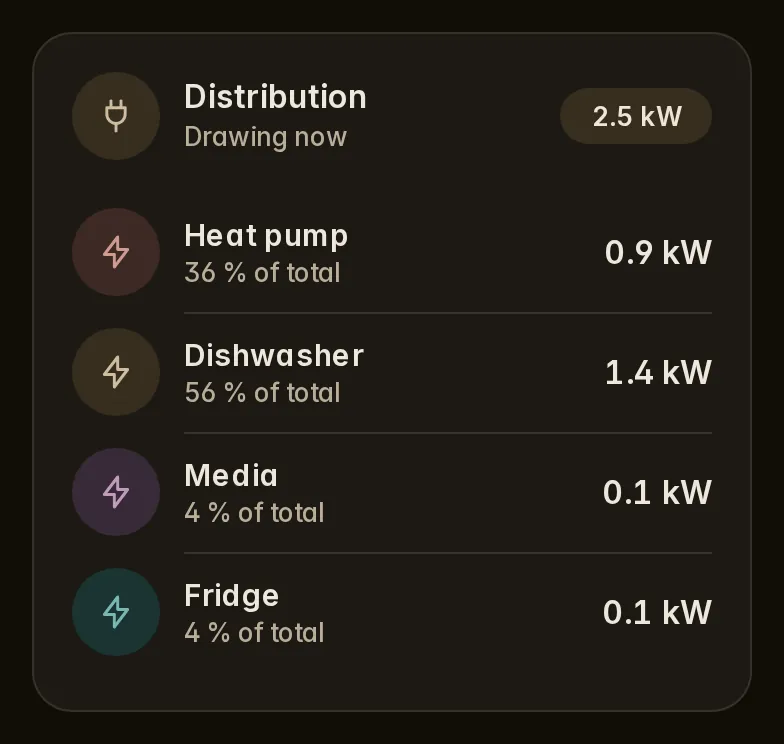 Distribution
Drawing now
2.5 kW
Heat pump
36 % of total
0.9 kW
Dishwasher
56 % of total
1.4 kW
Media
4 % of total
0.1 kW
Fridge
4 % of total
0.1 kW